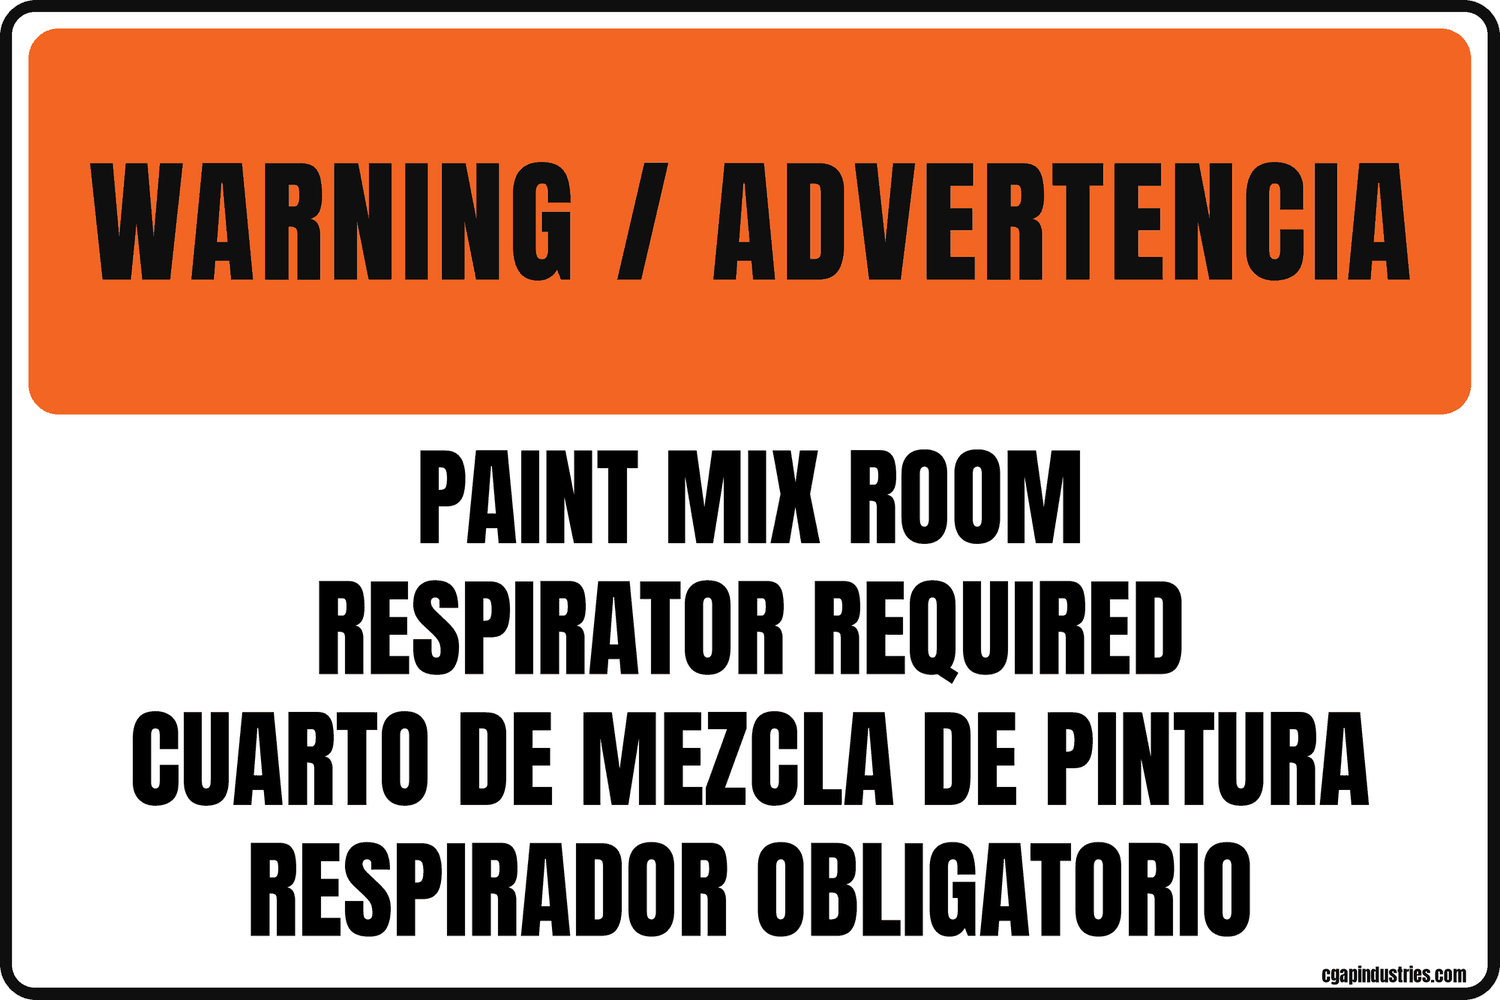 WARNING / ADVERTENCIA
PAINT MIX ROOM
RESPIRATOR REQUIRED
CUARTO DE MEZCLA DE PINTURA
RESPIRADOR OBLIGATORIO
cgapindustries.com